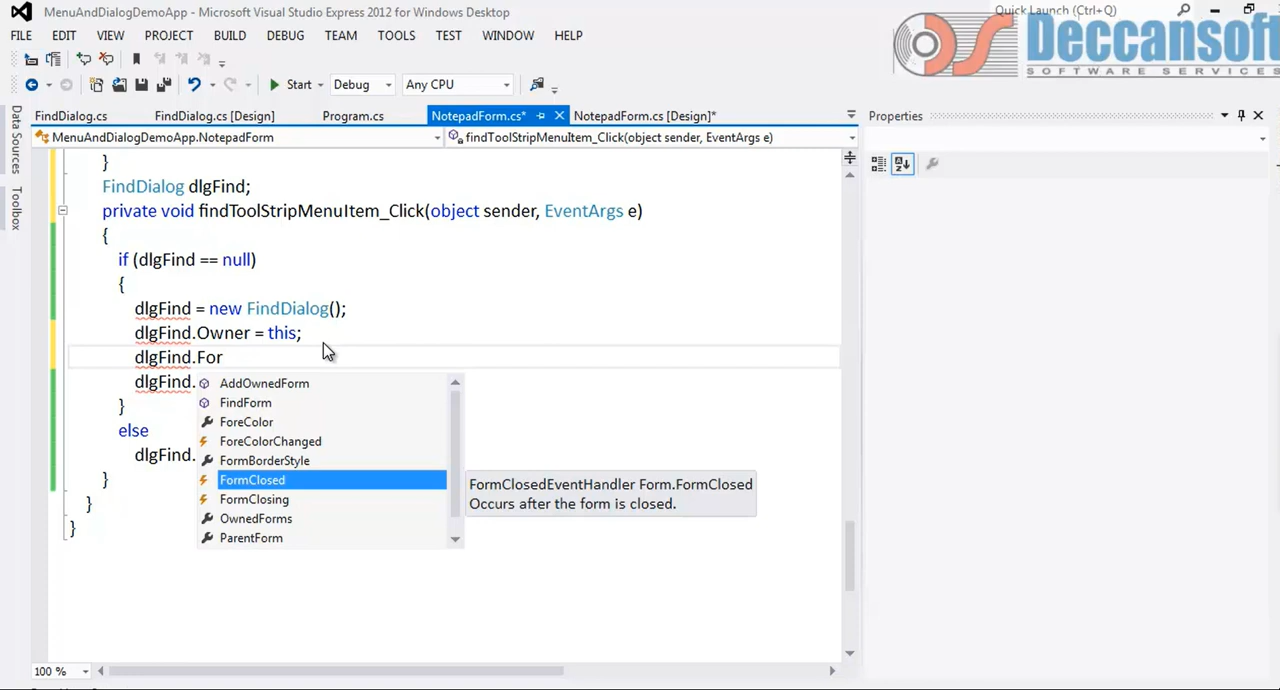 MenuAndDialogDemoApp - Microsoft Visual Studio Express 2012 for Windows Desktop
Quick Launch (Ctrl+Q)
Deccansoft
SOFTWARE SERVICES
FILE EDIT VIEW PROJECT BUILD DEBUG TEAM TOOLS TEST WINDOW HELP
Start Debug Any CPU
Data Sources
Toolbox
FindDialog.cs FindDialog.cs [Design] Program.cs NotepadForm.cs* NotepadForm.cs [Design]*
MenuAndDialogDemoApp.NotepadForm findToolStripMenuItem_Click(object sender, EventArgs e)
Properties
}
FindDialog dlgFind;
private void findToolStripMenuItem_Click(object sender, EventArgs e)
{
if (dlgFind == null)
{
dlgFind = new FindDialog();
dlgFind.Owner = this;
dlgFind.For
dlgFind.
}
else
dlgFind.
}
}
}
AddOwnedForm
FindForm
ForeColor
ForeColorChanged
FormBorderStyle
FormClosed
FormClosing
OwnedForms
ParentForm
FormClosedEventHandler Form.FormClosed
Occurs after the form is closed.
100 %